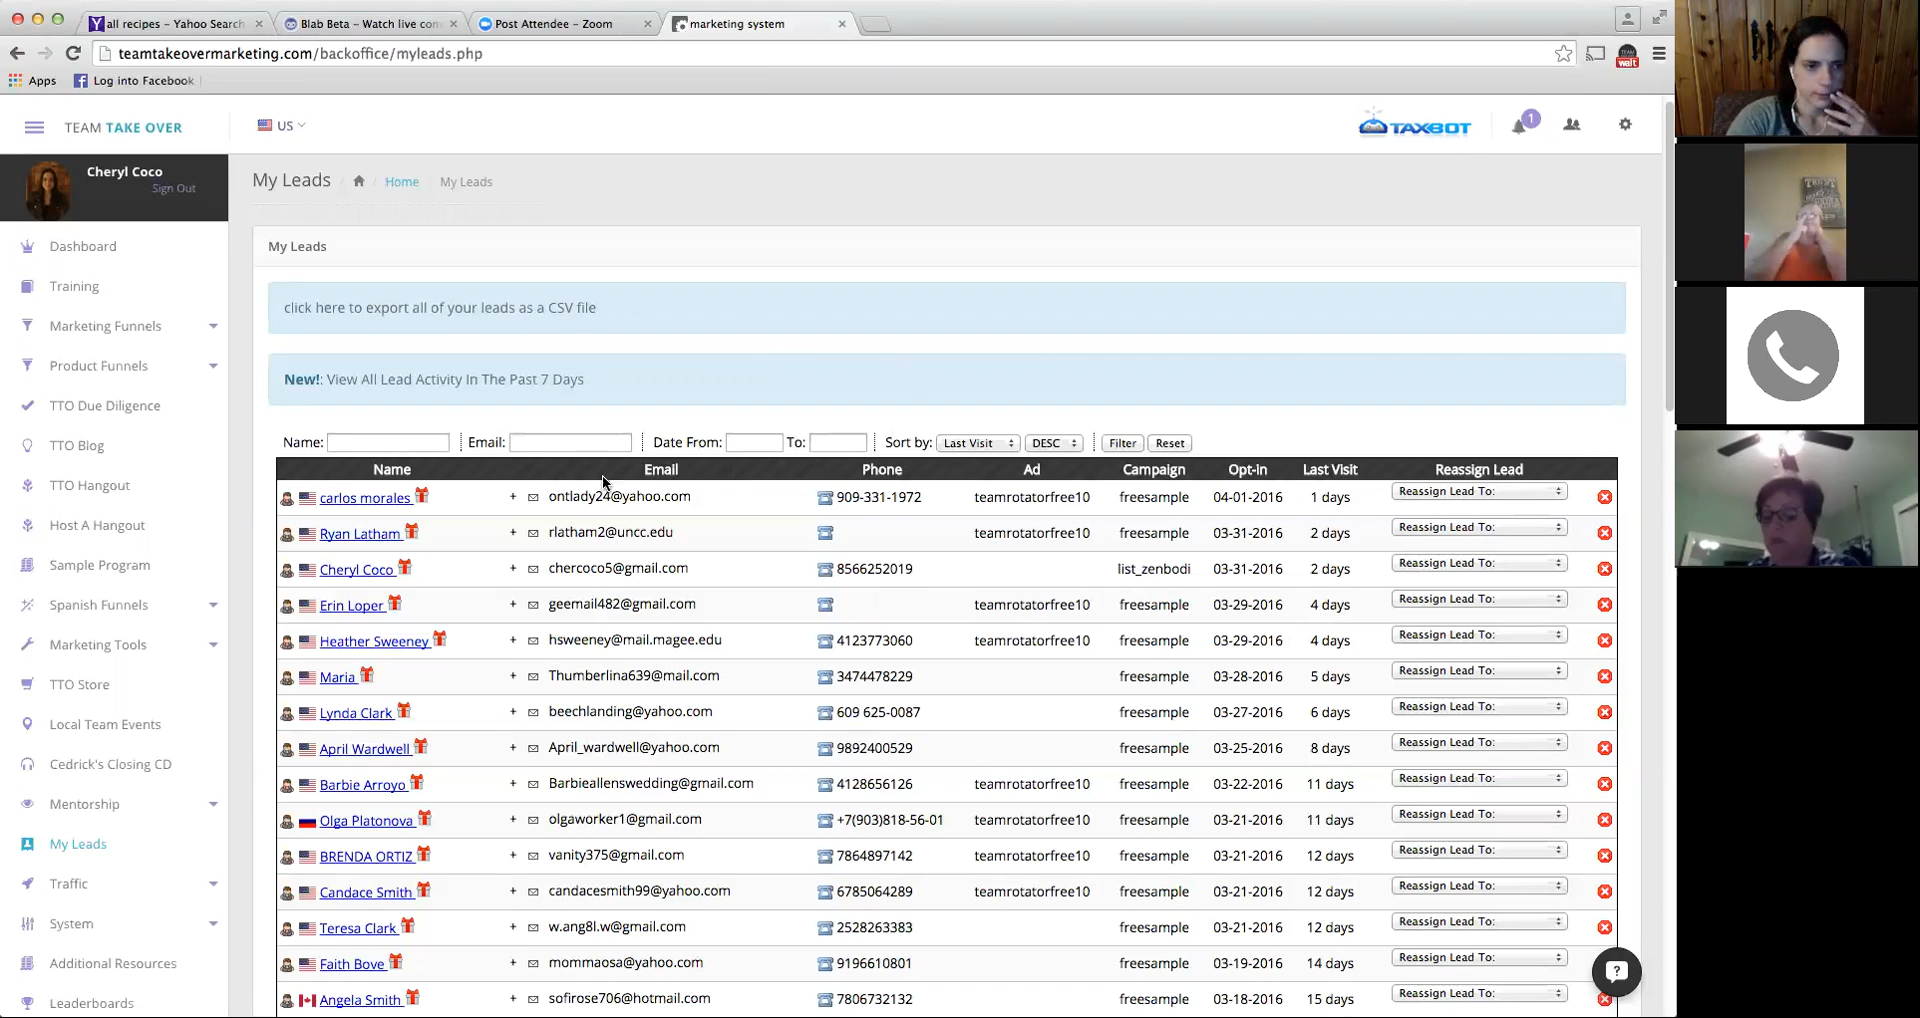 all recipes – Yahoo Search
Blab Beta – Watch live con
Post Attendee – Zoom
marketing system
teamtakeovermarketing.com/backoffice/myleads.php
Apps Log into Facebook
TEAM TAKE OVER
US
TAXBOT
1
Cheryl Coco
Sign Out
My Leads / Home My Leads
Dashboard
Training
Marketing Funnels
Product Funnels
TTO Due Diligence
TTO Blog
TTO Hangout
Host A Hangout
Sample Program
Spanish Funnels
Marketing Tools
TTO Store
Local Team Events
Cedrick's Closing CD
Mentorship
My Leads
Traffic
System
Additional Resources
Leaderboards
My Leads
click here to export all of your leads as a CSV file
New!: View All Lead Activity In The Past 7 Days
Name: Email: Date From: To: Sort by: Last Visit DESC Filter Reset
Name Email Phone Ad Campaign Opt-in Last Visit Reassign Lead
carlos morales + ontlady24@yahoo.com 909-331-1972 teamrotatorfree10 freesample 04-01-2016 1 days Reassign Lead To:
Ryan Latham + rlatham2@uncc.edu teamrotatorfree10 freesample 03-31-2016 2 days Reassign Lead To:
Cheryl Coco + chercoco5@gmail.com 8566252019 list_zenbodi 03-31-2016 2 days Reassign Lead To:
Erin Loper + geemail482@gmail.com teamrotatorfree10 freesample 03-29-2016 4 days Reassign Lead To:
Heather Sweeney + hsweeney@mail.magee.edu 4123773060 teamrotatorfree10 freesample 03-29-2016 4 days Reassign Lead To:
Maria + Thumberlina639@mail.com 3474478229 freesample 03-28-2016 5 days Reassign Lead To:
Lynda Clark + beechlanding@yahoo.com 609 625-0087 freesample 03-27-2016 6 days Reassign Lead To:
April Wardwell + April_wardwell@yahoo.com 9892400529 freesample 03-25-2016 8 days Reassign Lead To:
Barbie Arroyo + Barbieallenswedding@gmail.com 4128656126 teamrotatorfree10 freesample 03-22-2016 11 days Reassign Lead To:
Olga Platonova + olgaworker1@gmail.com +7(903)818-56-01 teamrotatorfree10 freesample 03-21-2016 11 days Reassign Lead To:
BRENDA ORTIZ + vanity375@gmail.com 7864897142 teamrotatorfree10 freesample 03-21-2016 12 days Reassign Lead To:
Candace Smith + candacesmith99@yahoo.com 6785064289 teamrotatorfree10 freesample 03-21-2016 12 days Reassign Lead To:
Teresa Clark + w.ang8l.w@gmail.com 2528263383 freesample 03-21-2016 12 days Reassign Lead To:
Faith Bove + mommaosa@yahoo.com 9196610801 freesample 03-19-2016 14 days Reassign Lead To:
Angela Smith + sofirose706@hotmail.com 7806732132 freesample 03-18-2016 15 days Reassign Lead To: